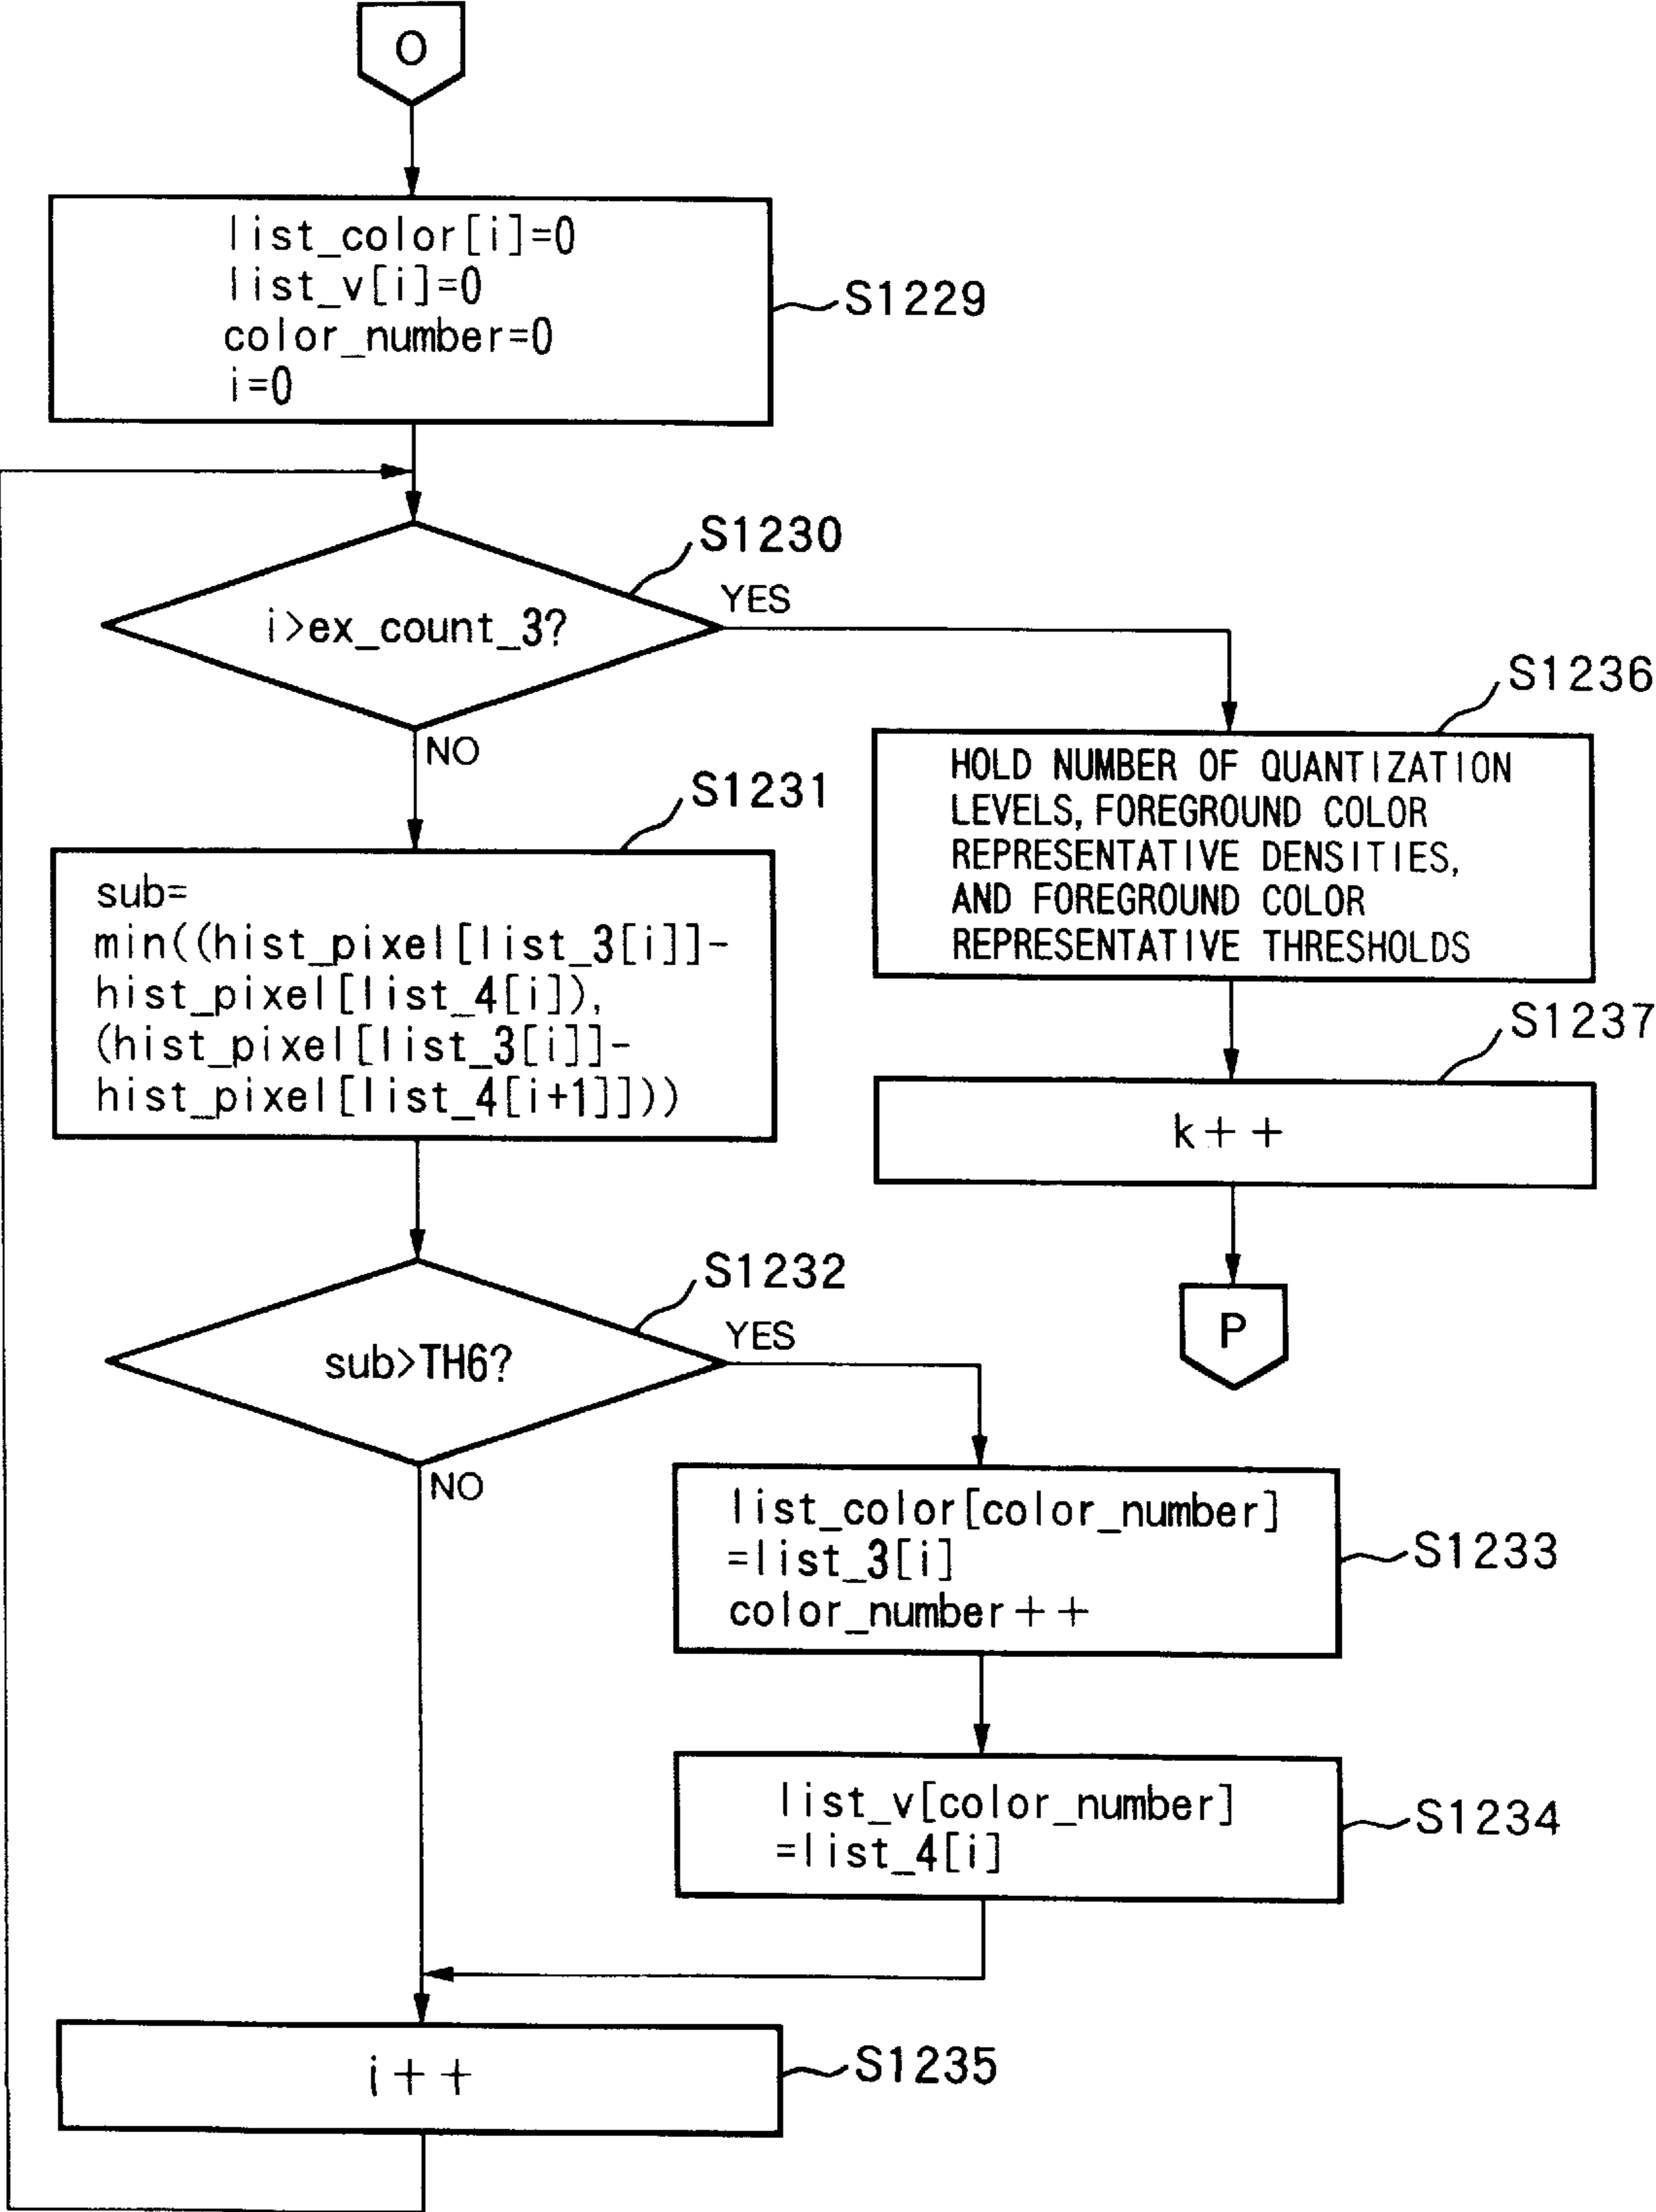 O
list_color[i]=0
list_v[i]=0
color_number=0
i=0
S1229
S1230
i>ex_count_3?
YES
NO
S1231
sub=
min((hist_pixel[list_3[i]]-
hist_pixel[list_4[i]),
(hist_pixel[list_3[i]]-
hist_pixel[list_4[i+1]]))
S1236
HOLD NUMBER OF QUANTIZATION
LEVELS, FOREGROUND COLOR
REPRESENTATIVE DENSITIES,
AND FOREGROUND COLOR
REPRESENTATIVE THRESHOLDS
S1237
k++
P
S1232
sub>TH6?
YES
NO
list_color[color_number]
=list_3[i]
color_number++
S1233
list_v[color_number]
=list_4[i]
S1234
i++
S1235